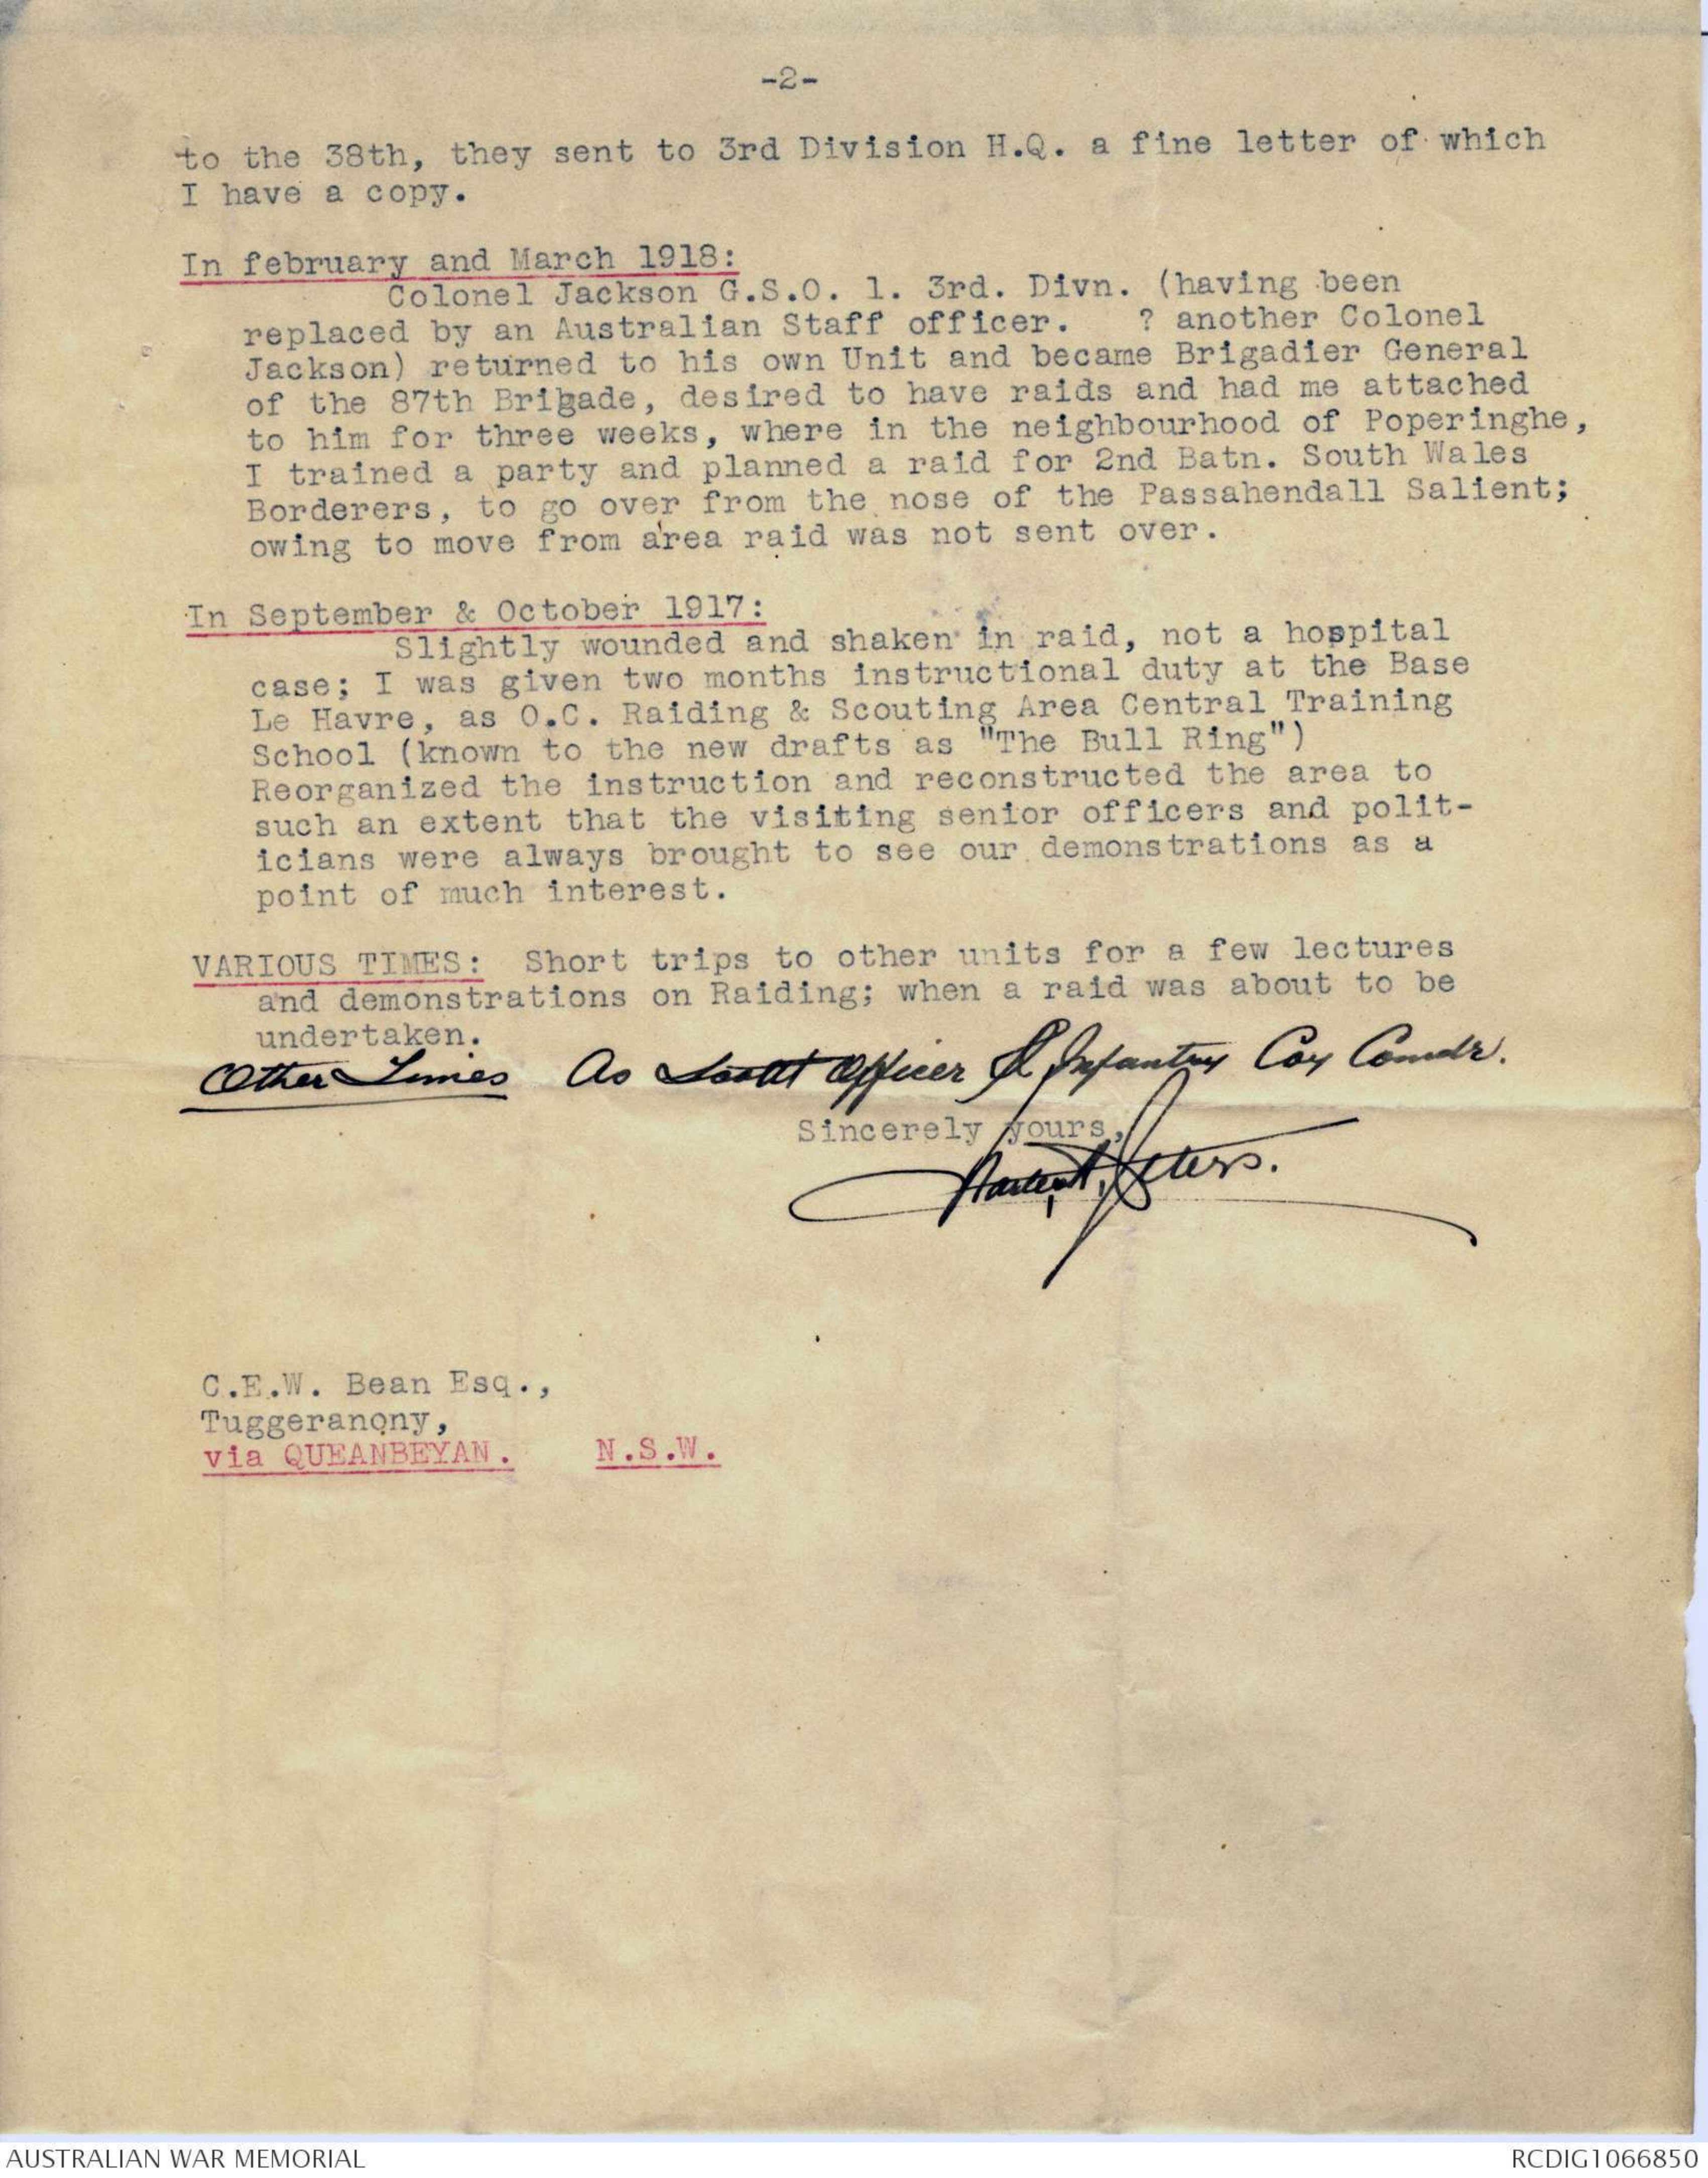 -2-
to the 38th, they sent to 3rd Division H.Q. a fine letter of which
I have a copy.
In february and March 1918:
Colonel Jackson G.S.O. 1. 3rd. Divn. (having been
replaced by an Australian Staff officer. ? another Colonel
Jackson) returned to his own Unit and became Brigadier General
of the 87th Brigade, desired to have raids and had me attached
to him for three weeks, where in the neighbourhood of Poperinghe,
I trained a party and planned a raid for 2nd Batn. South Wales
Borderers, to go over from the nose of the Passahendall Salient;
owing to move from area raid was not sent over.
In September & October 1917:
Slightly wounded and shaken in raid, not a hospital
case; I was given two months instructional duty at the Base
Le Havre, as O.C. Raiding & Scouting Area Central Training
School (known to the new drafts as "The Bull Ring")
Reorganized the instruction and reconstructed the area to
such an extent that the visiting senior officers and polit-
icians were always brought to see our demonstrations as a
point of much interest.
VARIOUS TIMES: Short trips to other units for a few lectures
and demonstrations on Raiding; when a raid was about to be
undertaken.
Other Times As Scout Officer & Infantry Coy Comdr.
Sincerely yours,
Peters.
C.E.W. Bean Esq.,
Tuggeranony,
via QUEANBEYAN. N.S.W.
AUSTRALIAN WAR MEMORIAL
RCDIG1066850